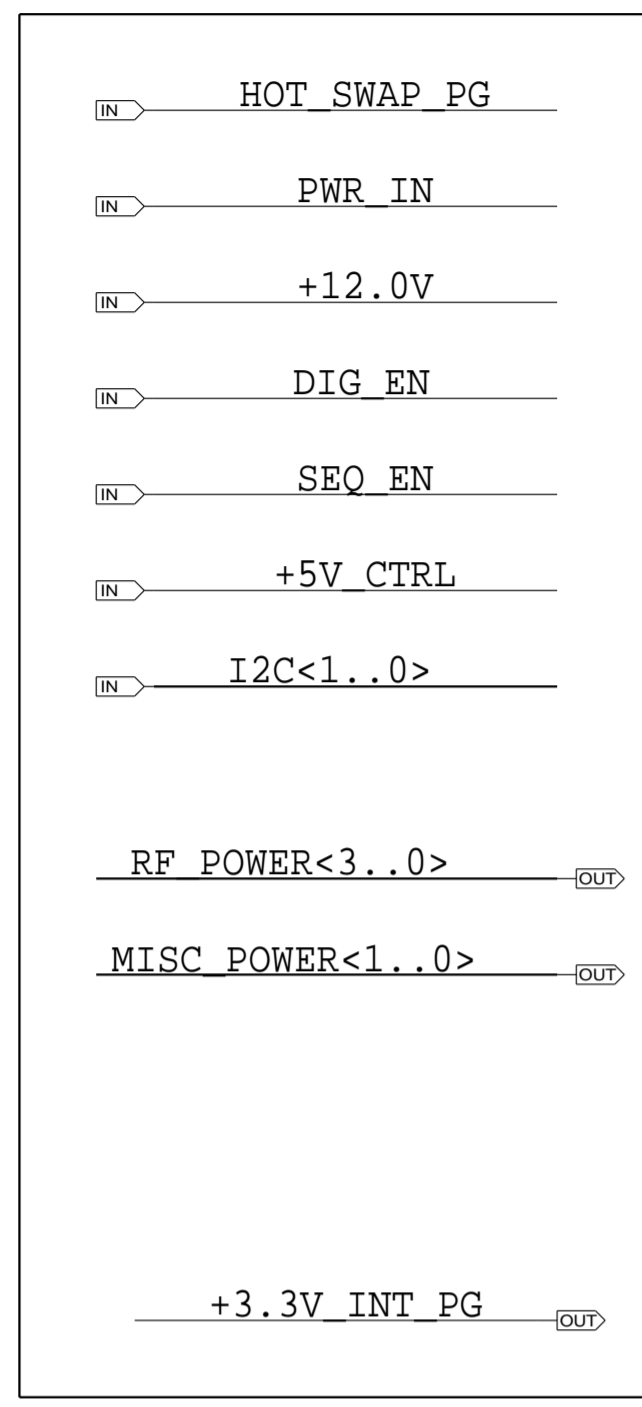 IN HOT_SWAP_PG
IN PWR_IN
IN +12.0V
IN DIG_EN
IN SEQ_EN
IN +5V_CTRL
IN I2C<1..0>
RF_POWER<3..0> OUT
MISC_POWER<1..0> OUT
+3.3V_INT_PG OUT